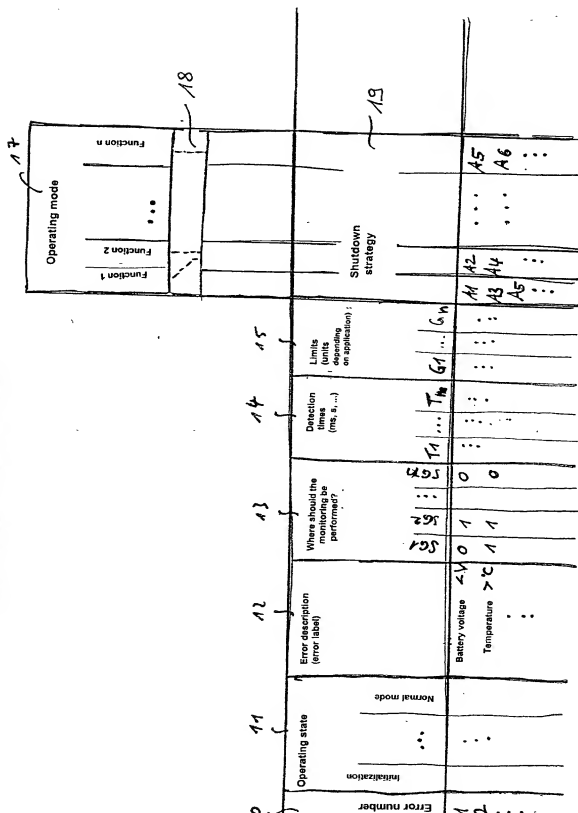 17
Operating mode
Function 1
Function 2
...
Function n
18
11
12
13
14
15
19
Error number
Operating state
Initialization
...
Normal mode
Error description
(error label)
Where should the
monitoring be
performed?
SG1
SG2
...
Detection
times
(ms, s, ...)
T1 ...
Limits
(units
depending
on application) :
G1 ... Gn
Shutdown
strategy
1 ... Battery voltage < V 0 1 0 A1 A2 ... A5
2 Temperature > °C 1 1 0 A3 A4 ... A6
A5